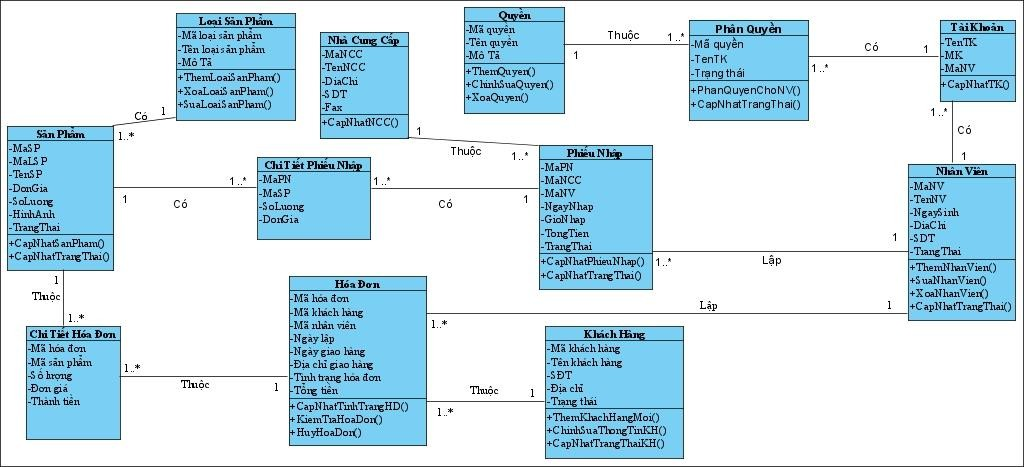 Loại Sản Phẩm
-Mã loại sản phẩm
-Tên loại sản phẩm
-Mô Tả
+ThemLoaiSanPham()
+XoaLoaiSanPham()
+SuaLoaiSanPham()
Nhà Cung Cấp
-MaNCC
-TenNCC
-DiaChi
-SDT
-Fax
+CapNhatNCC()
Quyền
-Mã quyền
-Tên quyền
-Mô Tả
+ThemQuyen()
+ChinhSuaQuyen()
+XoaQuyen()
Thuộc
1
1..*
Phân Quyền
-Mã quyền
-TenTK
-Trạng thái
+PhanQuyenChoNV()
+CapNhatTrangThai()
Có
1..*
1
Tài Khoản
-TenTK
-MK
-MaNV
+CapNhatTK()
1..*
Có
1
Có
1
1..*
Sản Phẩm
-MaSP
-MaLSP
-TenSP
-DonGia
-SoLuong
-HinhAnh
-TrangThai
+CapNhatSanPham()
+CapNhatTrangThai()
1
Có
1..*
Chi Tiết Phiếu Nhập
-MaPN
-MaSP
-SoLuong
-DonGia
1..*
Có
1
1
Thuộc
1..*
Phiếu Nhập
-MaPN
-MaNCC
-MaNV
-NgayNhap
-GioNhap
-TongTien
-TrangThai
+CapNhatPhieuNhap()
+CapNhatTrangThai()
1..*
Lập
1
Nhân Viên
-MaNV
-TenNV
-NgaySinh
-DiaChi
-SDT
-TrangThai
+ThemNhanVien()
+SuaNhanVien()
+XoaNhanVien()
+CapNhatTrangThai()
1
Thuộc
1..*
Chi Tiết Hóa Đơn
-Mã hóa đơn
-Mã sản phẩm
-Số lượng
-Đơn giá
-Thành tiền
1..*
Thuộc
1
Hóa Đơn
-Mã hóa đơn
-Mã khách hàng
-Mã nhân viên
-Ngày lập
-Ngày giao hàng
-Địa chỉ giao hàng
-Tình trạng hóa đơn
-Tổng tiền
+CapNhatTinhTrangHD()
+KiemTraHoaDon()
+HuyHoaDon()
1..*
Lập
1
1..*
Thuộc
1
Khách Hàng
-Mã khách hàng
-Tên khách hàng
-SĐT
-Địa chỉ
-Trạng thái
+ThemKhachHangMoi()
+ChinhSuaThongTinKH()
+CapNhatTrangThaiKH()